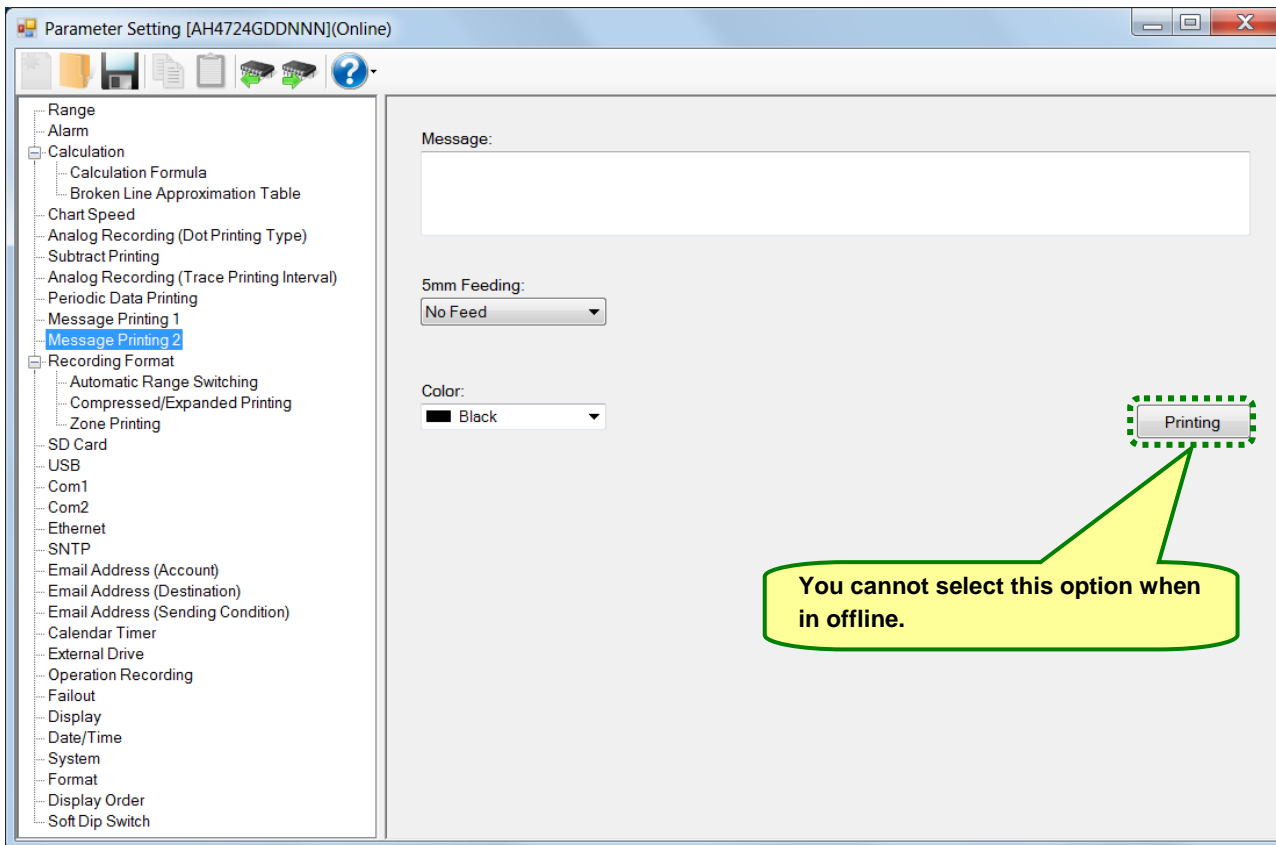 Parameter Setting [AH4724GDDNNN](Online)
Range
Alarm
Calculation
Calculation Formula
Broken Line Approximation Table
Chart Speed
Analog Recording (Dot Printing Type)
Subtract Printing
Analog Recording (Trace Printing Interval)
Periodic Data Printing
Message Printing 1
Message Printing 2
Recording Format
Automatic Range Switching
Compressed/Expanded Printing
Zone Printing
SD Card
USB
Com1
Com2
Ethernet
SNTP
Email Address (Account)
Email Address (Destination)
Email Address (Sending Condition)
Calendar Timer
External Drive
Operation Recording
Failout
Display
Date/Time
System
Format
Display Order
Soft Dip Switch
Message:
5mm Feeding:
No Feed
Color:
Black
Printing
You cannot select this option when
in offline.